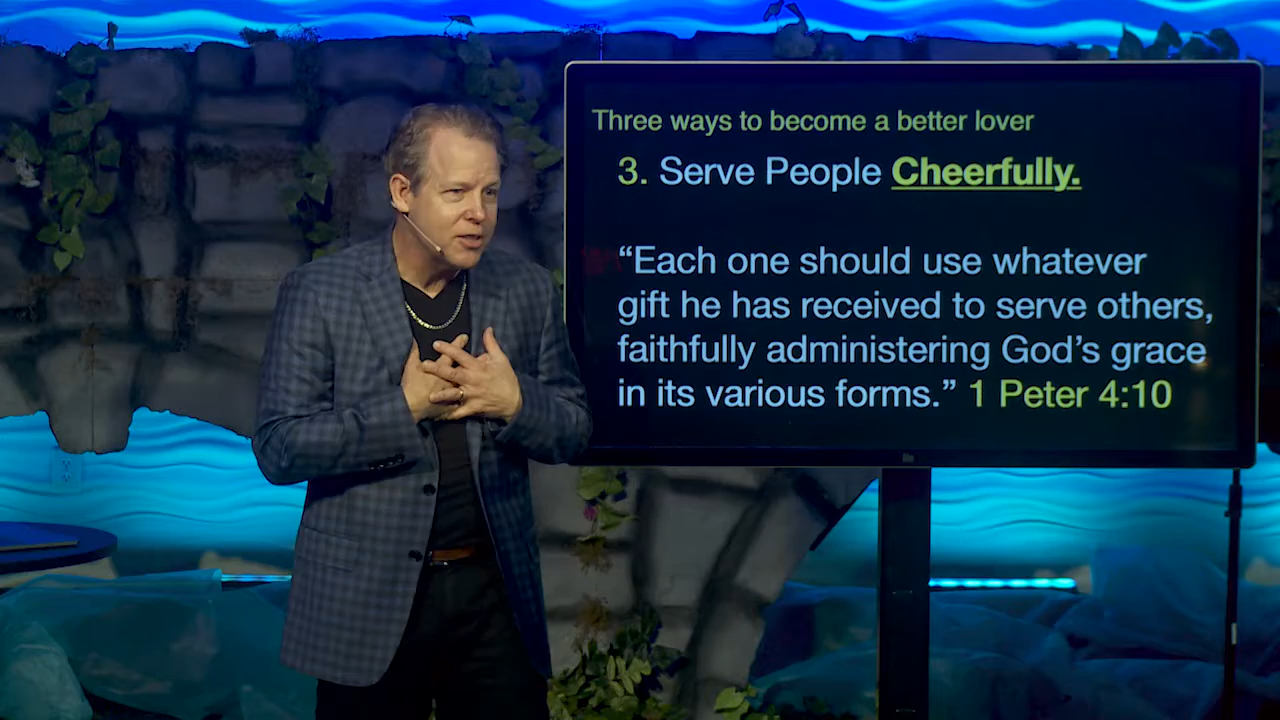 Three ways to become a better lover
3. Serve People Cheerfully.
“Each one should use whatever
gift he has received to serve others,
faithfully administering God’s grace
in its various forms.” 1 Peter 4:10